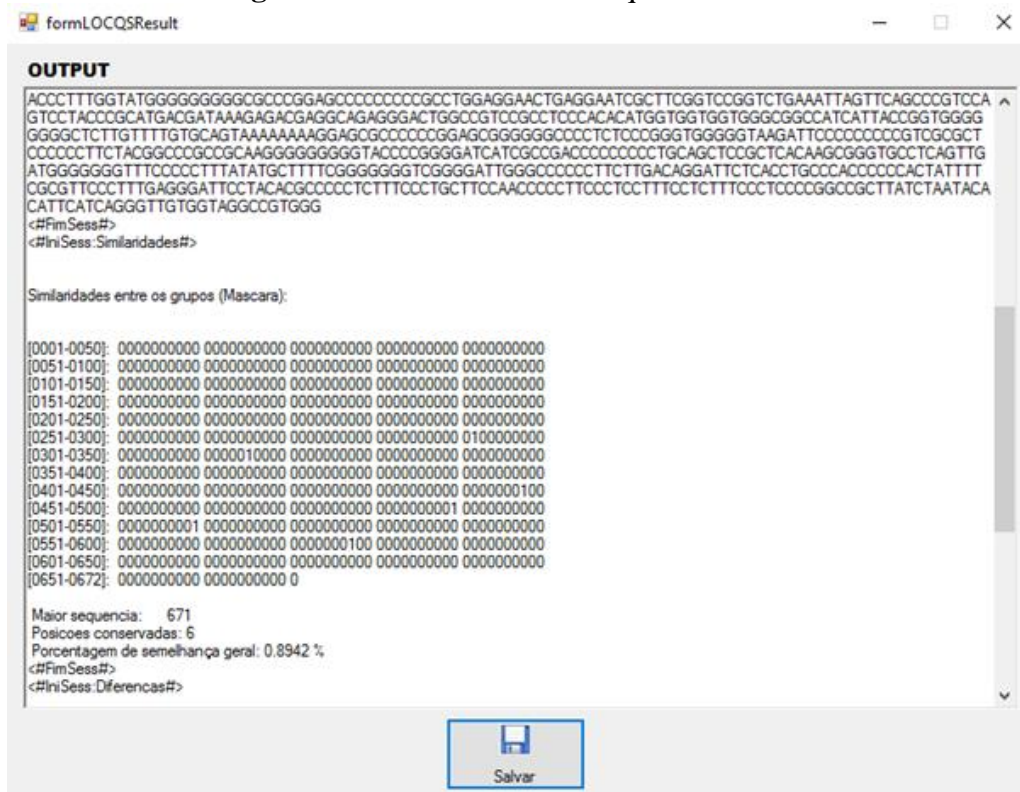 formLOCQSResult
OUTPUT
ACCCTTTGGTATGGGGGGGGGCGCCCGGAGCCCCCCCCCCGCCTGGAGGAACTGAGGAATCGCTTCGGTCCGGTCTGAAATTAGTTCAGCCCGTCCA
GTCCTACCCGCATGACGATAAAGAGACGAGGCAGAGGGACTGGCCGTCCGCCTCCCACACATGGTGGTGGTGGGCGGCCATCATTACCGGTGGGG
GGGGCTCTTGTTTTGTGCAGTAAAAAAAAGGAGCGCCCCCCGGAGCGGGGGGCCCCTCTCCCGGGTGGGGGTAAGATTCCCCCCCCCCGTCGCGCT
CCCCCCTTCTACGGCCCGCCGCAAGGGGGGGGGGTACCCCGGGGATCATCGCCGACCCCCCCCCCTGCAGCTCCGCTCACAAGCGGGTGCCTCAGTTG
ATGGGGGGGTTTCCCCCTTTATATGCTTTTCGGGGGGGTCGGGGATTGGGCCCCCCTTCTTGACAGGATTCTCACCTGCCCACCCCCCACTATTTT
CGCGTTCCCTTTGAGGGATTCCTACACGCCCCCTCTTTCCCTGCTTCCAACCCCCTTCCCTCCTTTCCTCTTTCCCTCCCCGGCCGCTTATCTAATACA
CATTCATCAGGGTTGTGGTAGGCCGTGGG
<#FimSess#>
<#IniSess:Similaridades#>
Similaridades entre os grupos (Mascara):
[0001-0050]: 0000000000 0000000000 0000000000 0000000000 0000000000
[0051-0100]: 0000000000 0000000000 0000000000 0000000000 0000000000
[0101-0150]: 0000000000 0000000000 0000000000 0000000000 0000000000
[0151-0200]: 0000000000 0000000000 0000000000 0000000000 0000000000
[0201-0250]: 0000000000 0000000000 0000000000 0000000000 0000000000
[0251-0300]: 0000000000 0000000000 0000000000 0000000000 0100000000
[0301-0350]: 0000000000 0000010000 0000000000 0000000000 0000000000
[0351-0400]: 0000000000 0000000000 0000000000 0000000000 0000000000
[0401-0450]: 0000000000 0000000000 0000000000 0000000000 0000000100
[0451-0500]: 0000000000 0000000000 0000000000 0000000001 0000000000
[0501-0550]: 0000000001 0000000000 0000000000 0000000000 0000000000
[0551-0600]: 0000000000 0000000000 0000000100 0000000000 0000000000
[0601-0650]: 0000000000 0000000000 0000000000 0000000000 0000000000
[0651-0672]: 0000000000 0000000000 0
Maior sequencia: 671
Posicoes conservadas: 6
Porcentagem de semelhança geral: 0.8942 %
<#FimSess#>
<#IniSess:Diferencas#>
Salvar